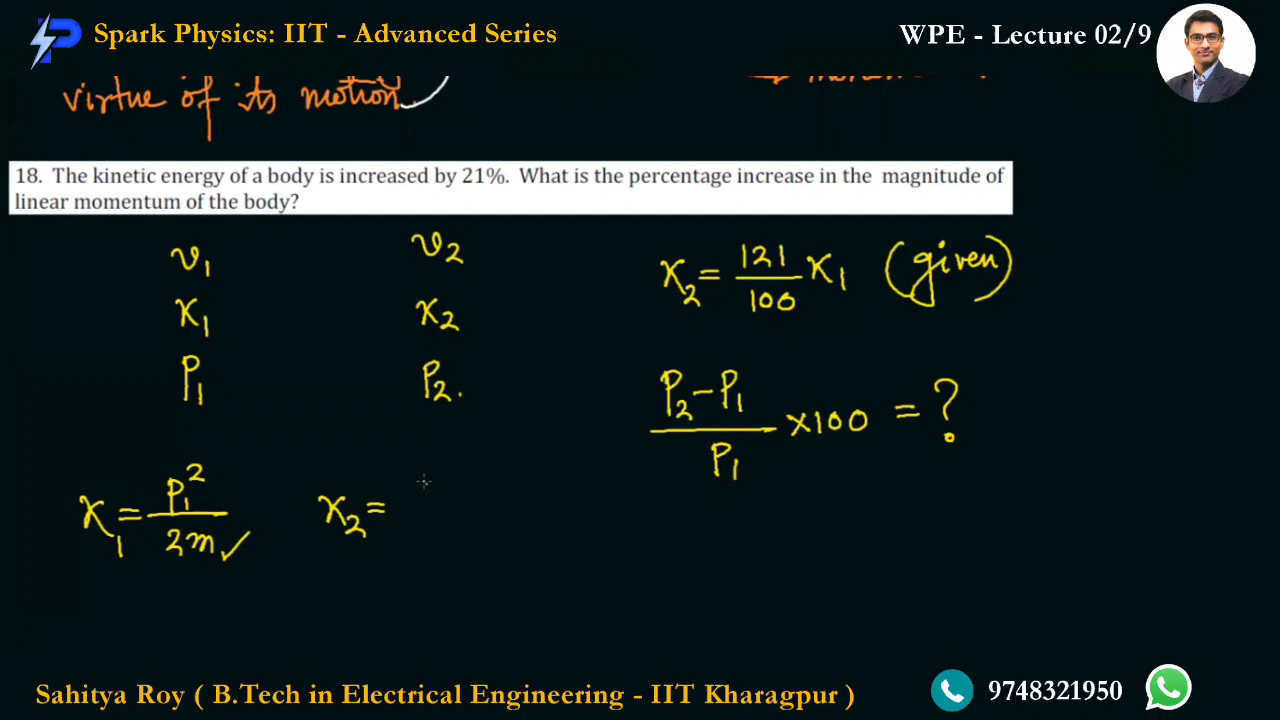 Spark Physics: IIT - Advanced Series
WPE - Lecture 02/9
virtue of its motion
18. The kinetic energy of a body is increased by 21%. What is the percentage increase in the magnitude of
linear momentum of the body?
v₁ v₂ K₂ = 121/100 K₁ (given)
K₁ K₂
P₁ P₂. (P₂ - P₁)/P₁ × 100 = ?
K₁ = P₁²/2m ✓ K₂ =
Sahitya Roy ( B.Tech in Electrical Engineering - IIT Kharagpur )
9748321950